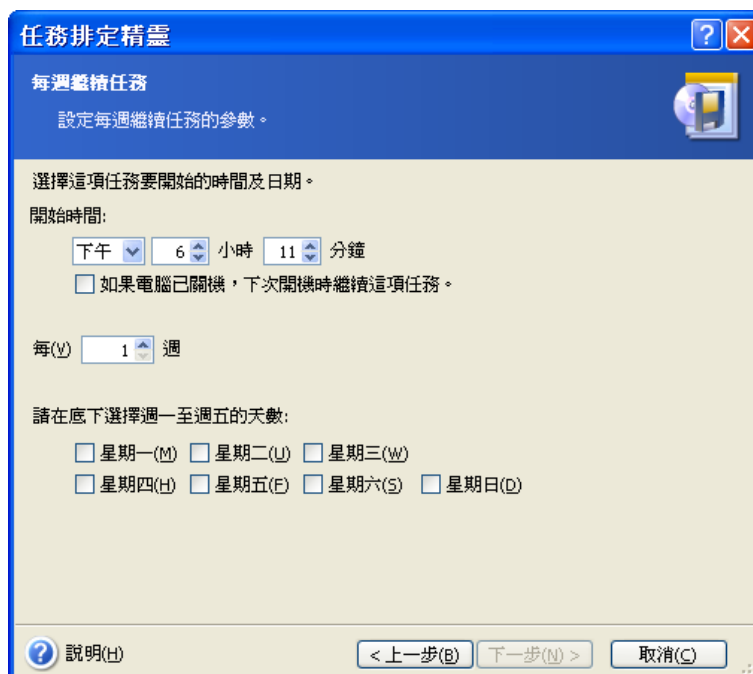 任務排定精靈
每週繼續任務
設定每週繼續任務的參數。
選擇這項任務要開始的時間及日期。
開始時間:
下午 6 小時 11 分鐘
如果電腦已關機，下次開機時繼續這項任務。
每(V) 1 週
請在底下選擇週一至週五的天數:
星期一(M) 星期二(U) 星期三(W)
星期四(H) 星期五(F) 星期六(S) 星期日(D)
說明(H) < 上一步(B) 下一步(N) > 取消(C)